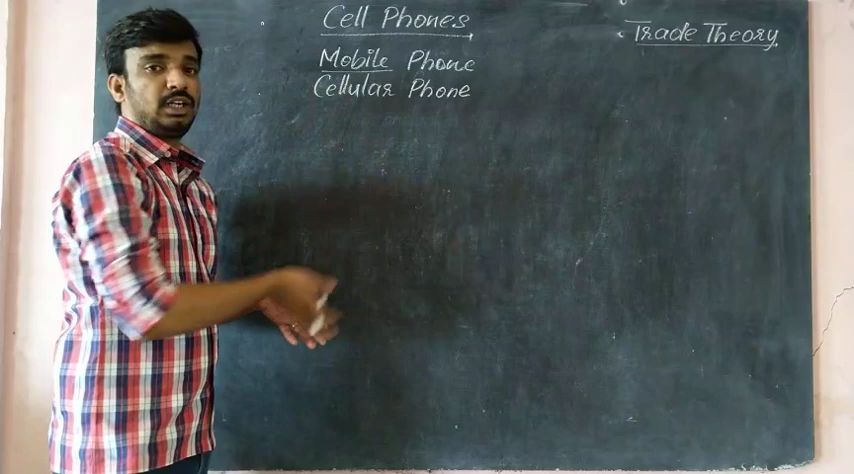 Cell Phones
Trade Theory
Mobile Phone
Cellular Phone